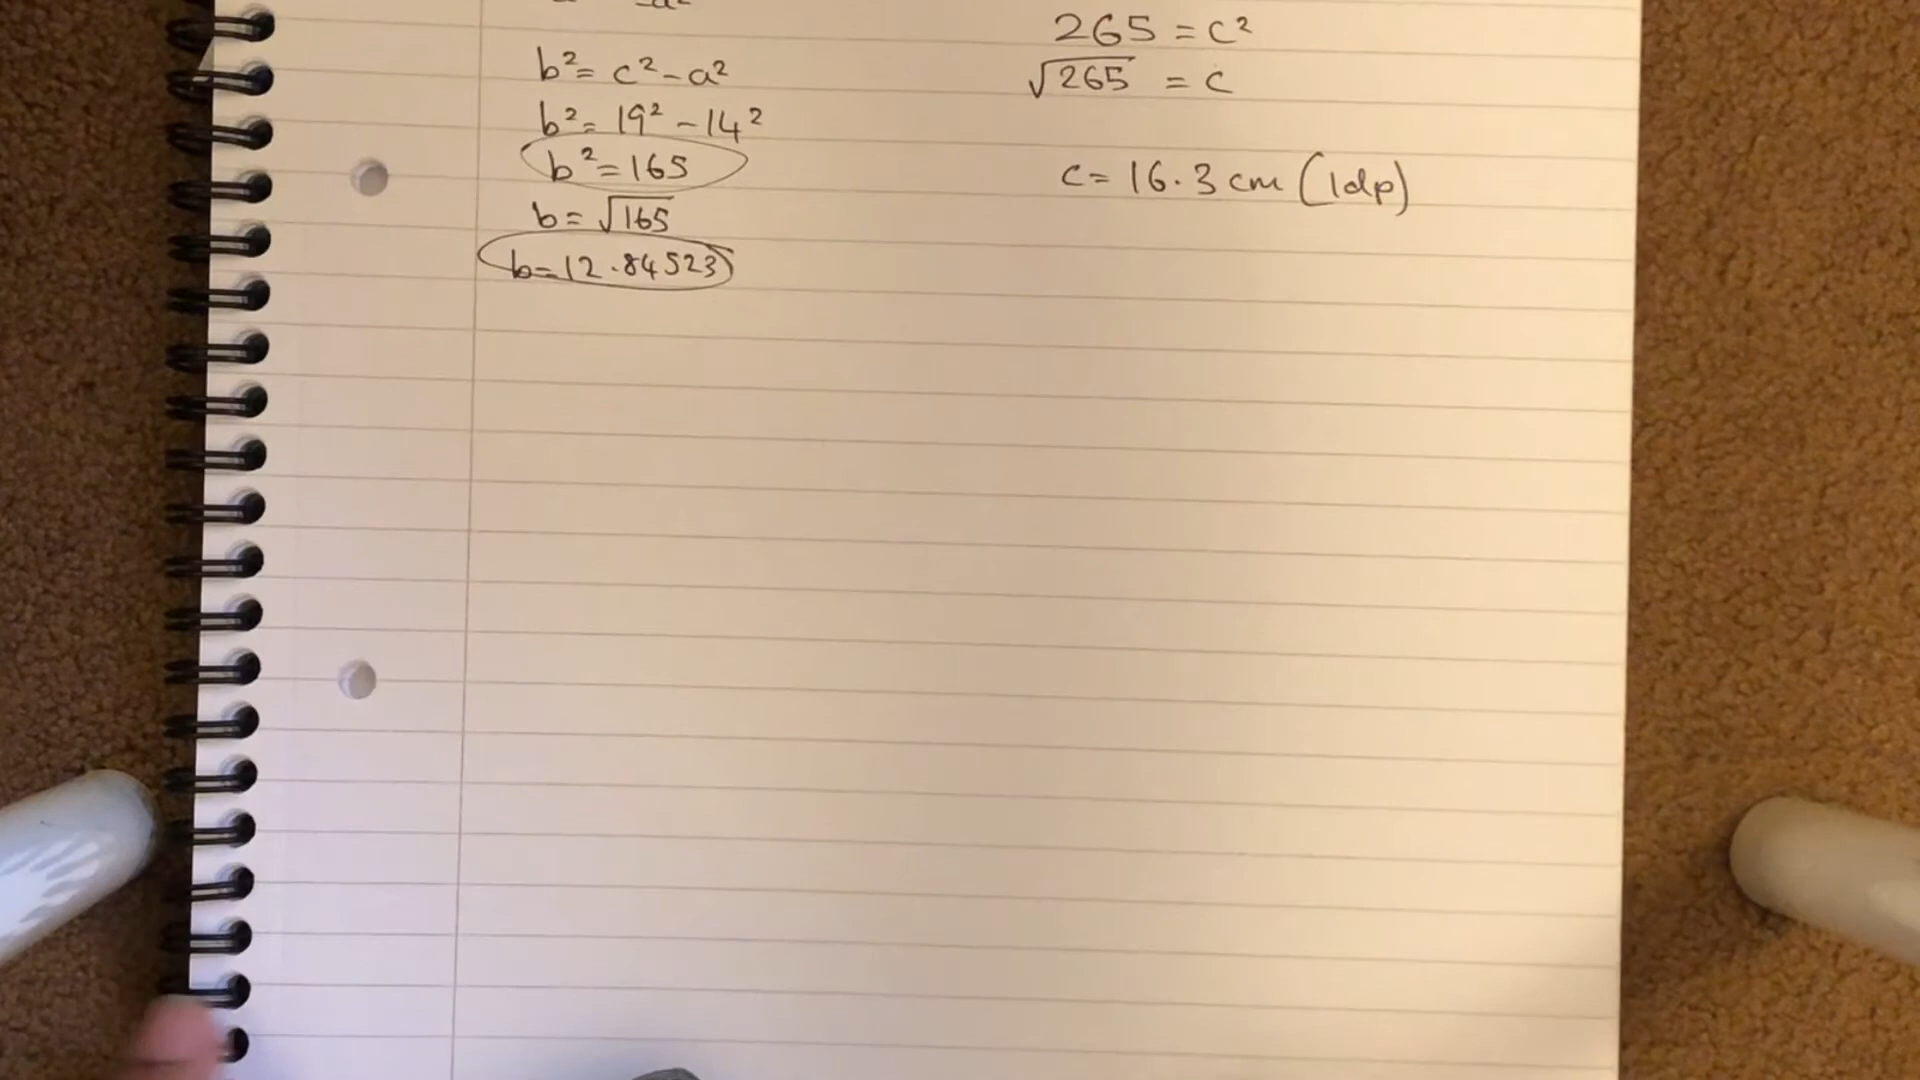 b² = c² - a²
b² = 19² - 14²
b² = 165
b = √165
b = 12.84523
265 = c²
√265 = c
c = 16.3 cm (1dp)